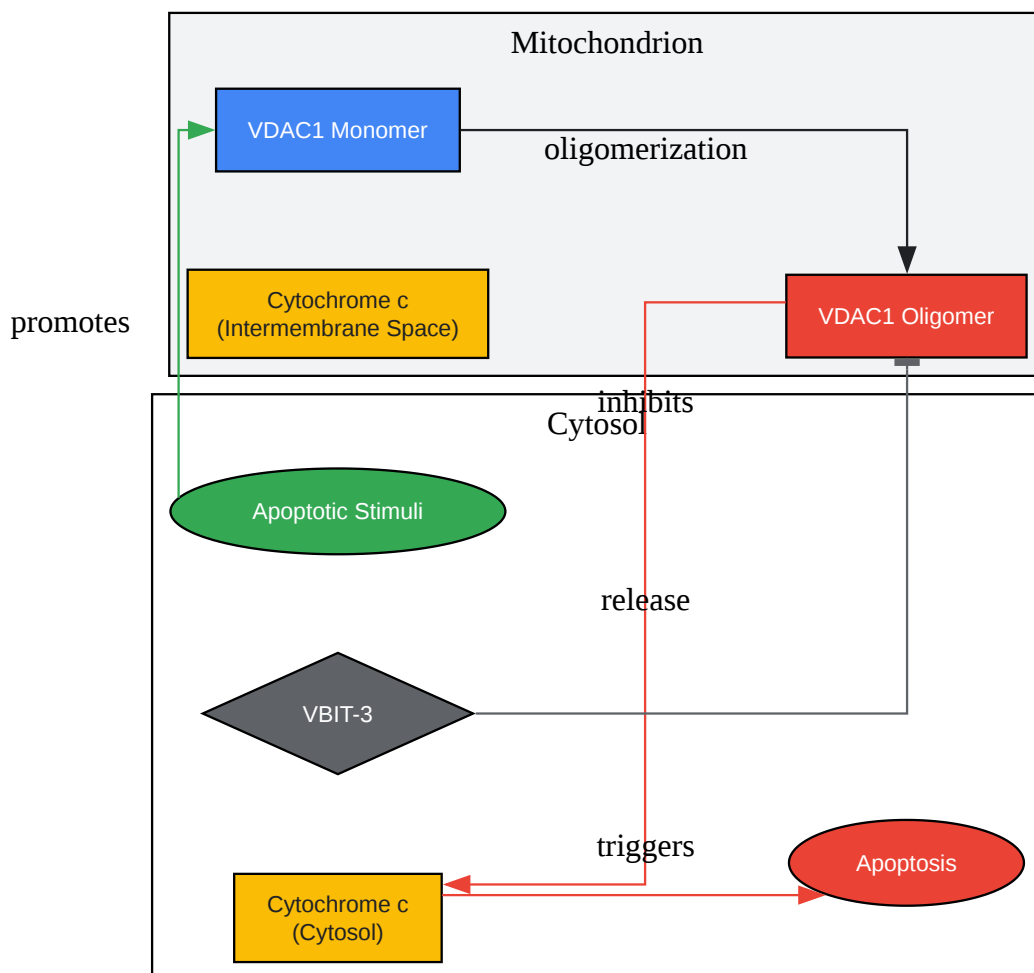 Mitochondrion
VDAC1 Monomer
oligomerization
Cytochrome c
(Intermembrane Space)
VDAC1 Oligomer
promotes
inhibits
Cytosol
Apoptotic Stimuli
release
VBIT-3
triggers
Apoptosis
Cytochrome c
(Cytosol)